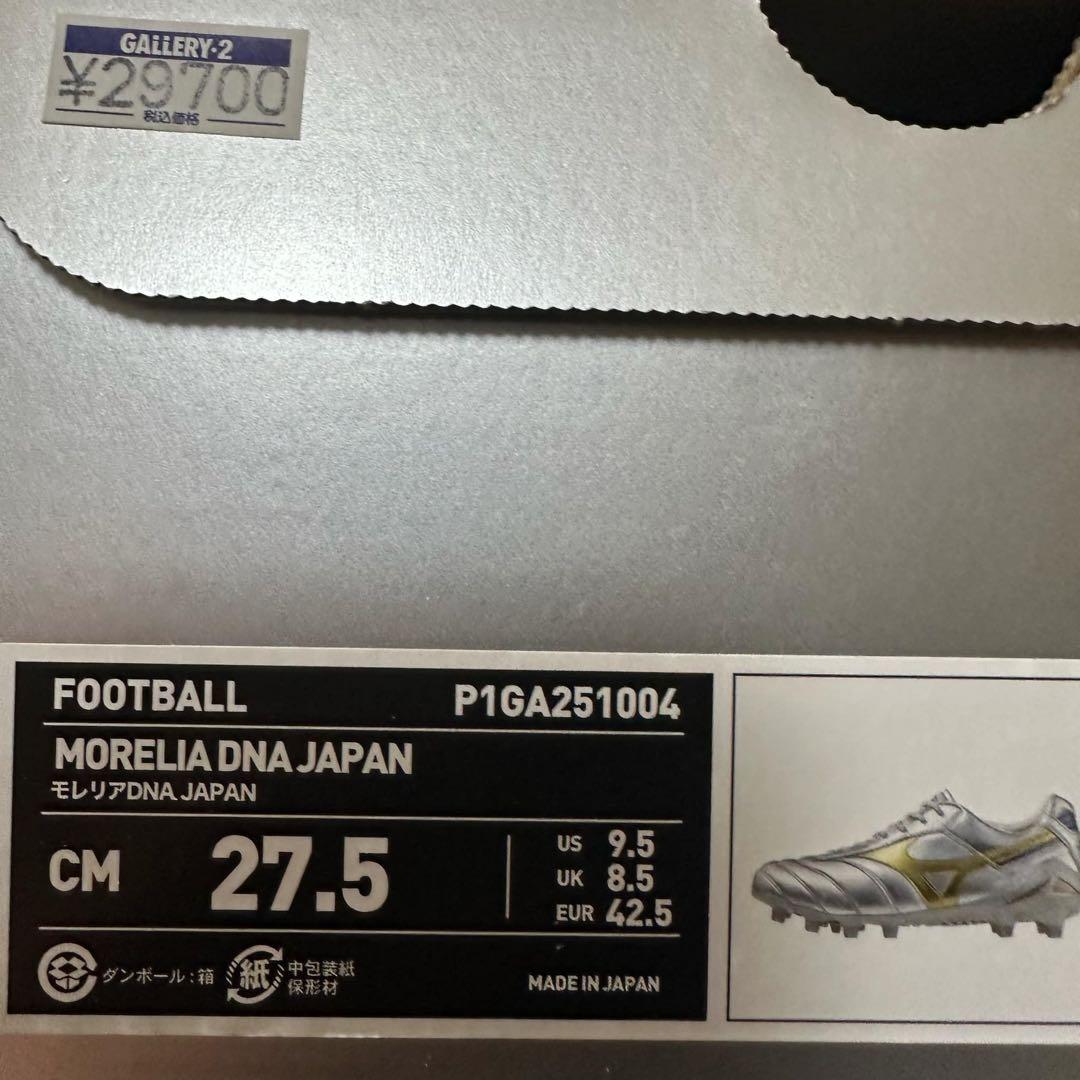 GALLERY·2
¥29700
税込価格
FOOTBALL P1GA251004
MORELIA DNA JAPAN
モレリアDNA JAPAN
CM 27.5
US 9.5
UK 8.5
EUR 42.5
ダンボール:箱
紙
中包装紙
保形材
MADE IN JAPAN